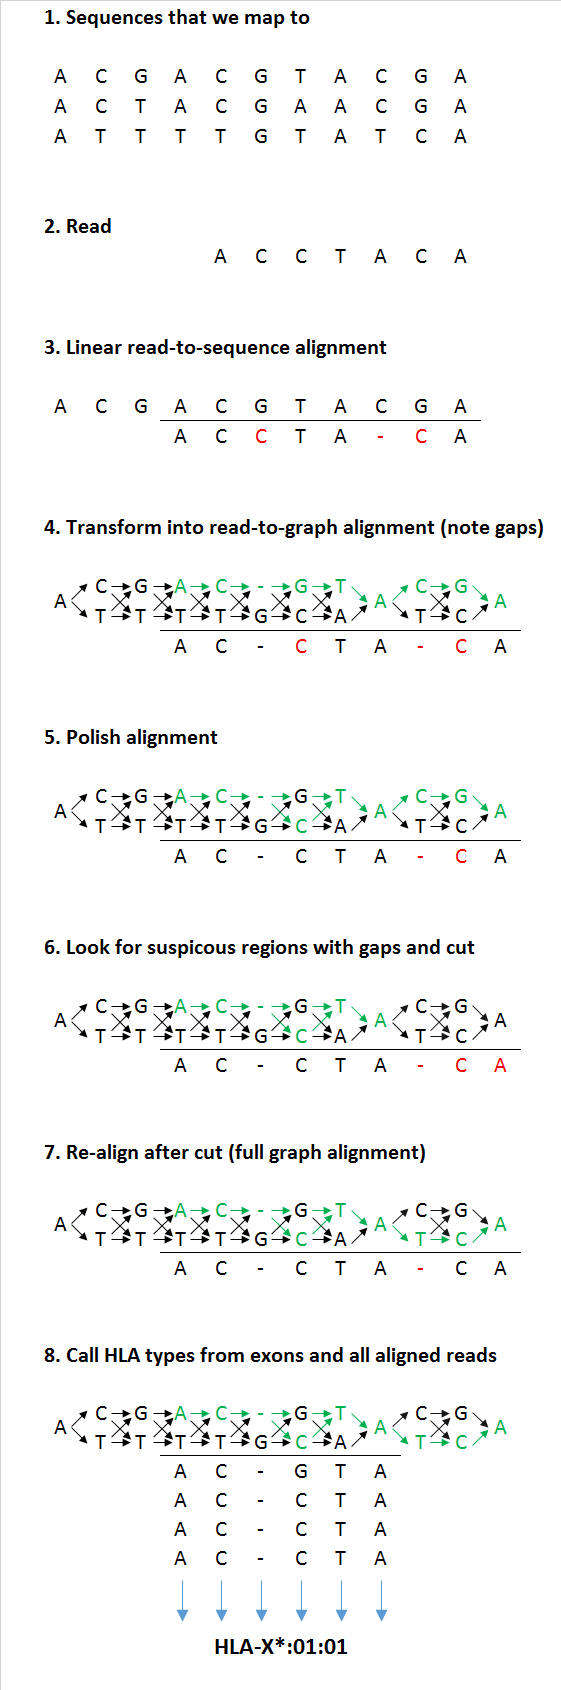 1. Sequences that we map to
A C G A C G T A C G A
A C T A C G A A C G A
A T T T T G T A T C A
2. Read
A C C T A C A
3. Linear read-to-sequence alignment
A C G A C G T A C G A
A C C T A - C A
4. Transform into read-to-graph alignment (note gaps)
C G A C - G T C G
A A A
T T T T G C A T C
A C - C T A - C A
5. Polish alignment
C G A C - G T C G
A A A
T T T T G C A T C
A C - C T A - C A
6. Look for suspicous regions with gaps and cut
C G A C - G T C G
A A A
T T T T G C A T C
A C - C T A - C A
7. Re-align after cut (full graph alignment)
C G A C - G T C G
A A A
T T T T G C A T C
A C - C T A - C A
8. Call HLA types from exons and all aligned reads
C G A C - G T C G
A A A
T T T T G C A T C
A C - G T A
A C - C T A
A C - C T A
A C - C T A
HLA-X*:01:01